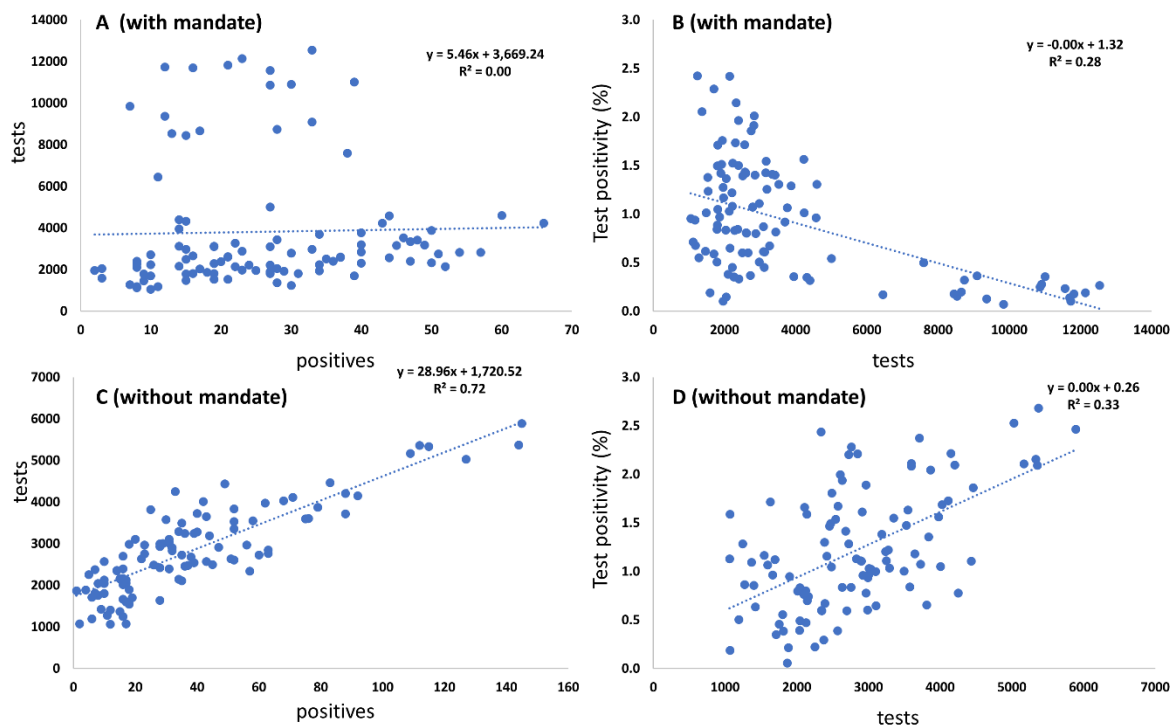 A (with mandate)
y = 5.46x + 3,669.24
R² = 0.00
tests
14000
12000
10000
8000
6000
4000
2000
0
0 10 20 30 40 50 60 70
positives
B (with mandate)
y = -0.00x + 1.32
R² = 0.28
Test positivity (%)
3.0
2.5
2.0
1.5
1.0
0.5
0.0
0 2000 4000 6000 8000 10000 12000 14000
tests
C (without mandate)
y = 28.96x + 1,720.52
R² = 0.72
tests
7000
6000
5000
4000
3000
2000
1000
0
0 20 40 60 80 100 120 140 160
positives
D (without mandate)
y = 0.00x + 0.26
R² = 0.33
Test positivity (%)
3.0
2.5
2.0
1.5
1.0
0.5
0.0
0 1000 2000 3000 4000 5000 6000 7000
tests